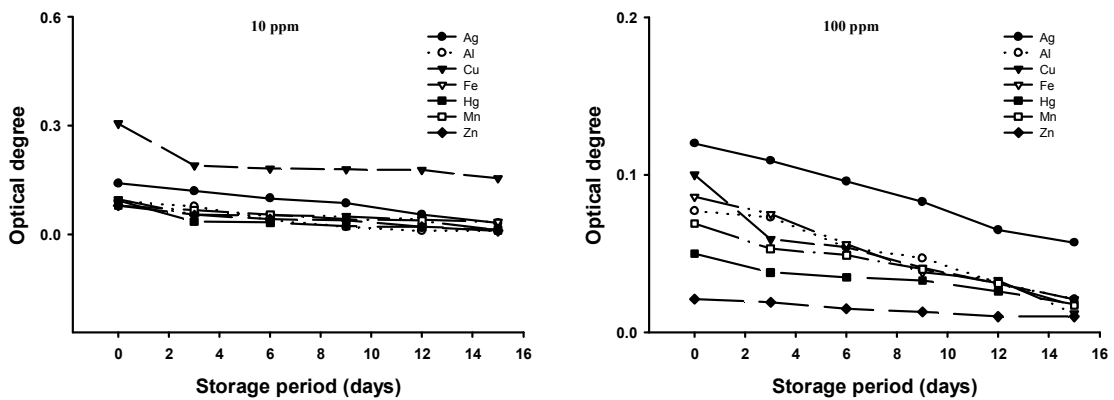 10 ppm
Optical degree
0.6
0.3
0.0
Ag
Al
Cu
Fe
Hg
Mn
Zn
0 2 4 6 8 10 12 14 16
Storage period (days)
100 ppm
Optical degree
0.2
0.1
0.0
Ag
Al
Cu
Fe
Hg
Mn
Zn
0 2 4 6 8 10 12 14 16
Storage period (days)